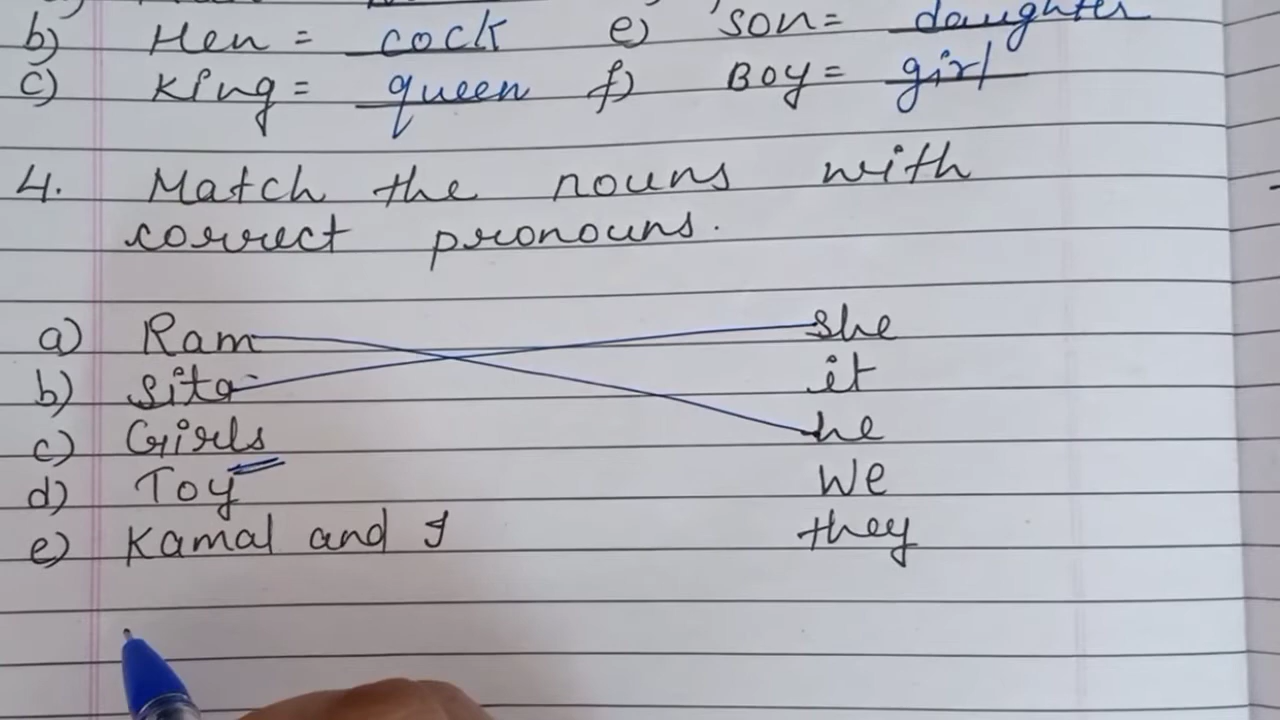 b) Hen = cock e) son = daughter
c) King = queen f) Boy = girl
4. Match the nouns with
correct pronouns.
a) Ram she
b) Sita it
c) Girls he
d) Toy We
e) Kamal and I they